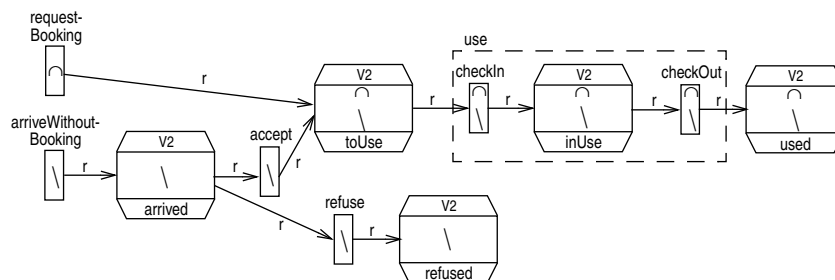 request-
Booking
use
r
V2
toUse
r
checkIn
r
V2
inUse
r
checkOut
r
V2
used
arriveWithout-
Booking
r
V2
arrived
r
accept
r
r
refuse
r
V2
refused